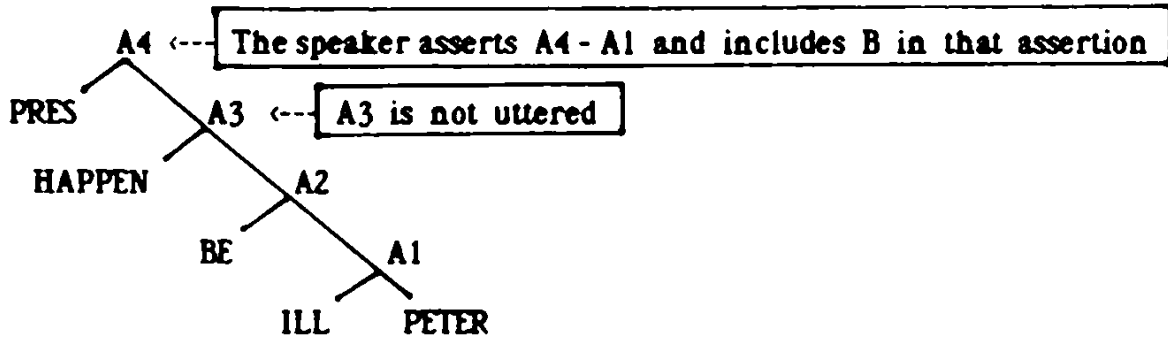 A4 <--- The speaker asserts A4 - A1 and includes B in that assertion
PRES A3 <--- A3 is not uttered
HAPPEN A2
BE A1
ILL PETER